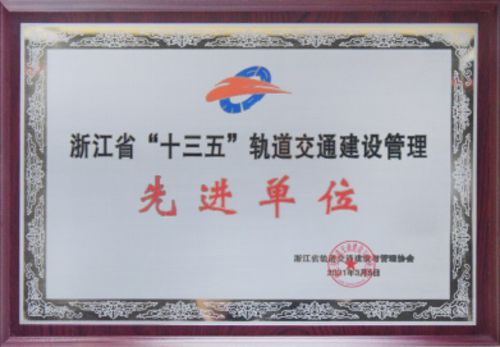 浙江省“十三五”轨道交通建设管理
先进单位
浙江省轨道交通建设与管理协会
2021年3月5日